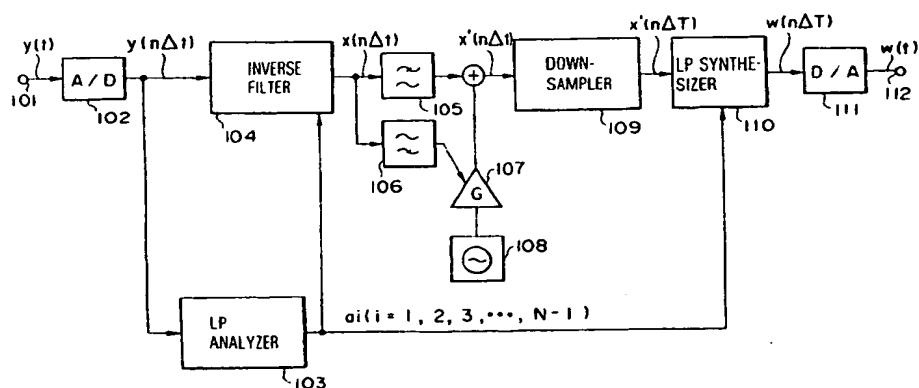 y(t) y(nΔt) x(nΔt) x'(nΔt) x'(nΔT) w(nΔT) w(t)
101 A/D 102
INVERSE
FILTER
104
105
DOWN-
SAMPLER
109
LP SYNTHE-
SIZER
110
D/A
111
112
106
G
107
108
ai(i = 1, 2, 3, ···, N-1)
LP
ANALYZER
103